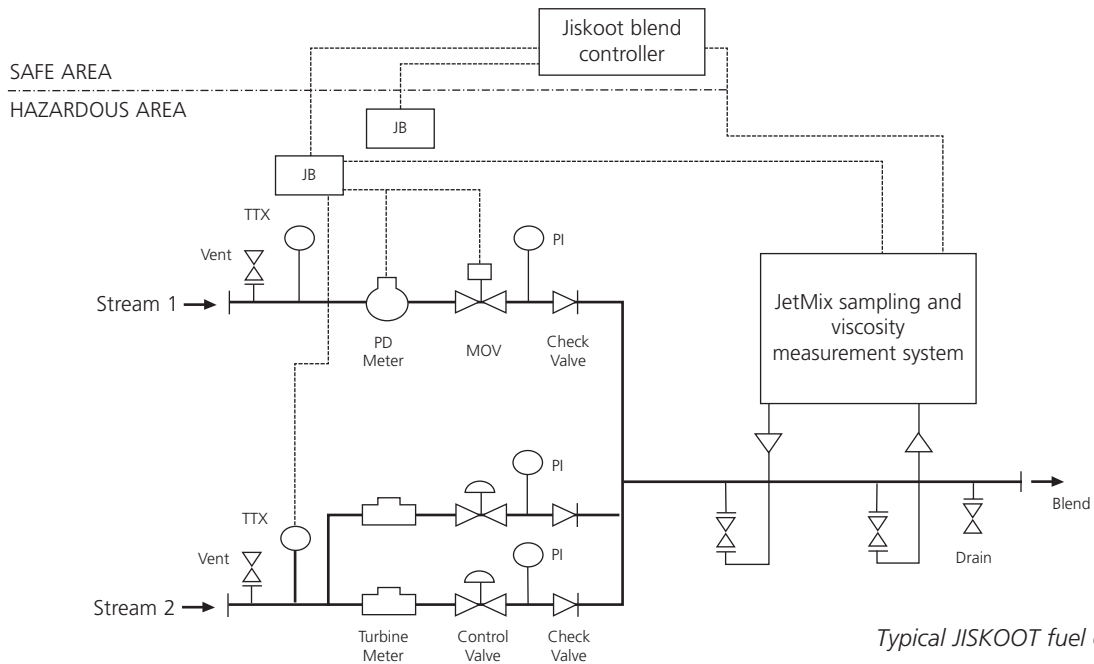 Jiskoot blend
controller
SAFE AREA
HAZARDOUS AREA
JB
JB
TTX
Vent
PI
Stream 1
PD
Meter
MOV
Check
Valve
JetMix sampling and
viscosity
measurement system
PI
TTX
Vent
PI
Blend
Drain
Stream 2
Turbine
Meter
Control
Valve
Check
Valve
Typical JISKOOT fuel